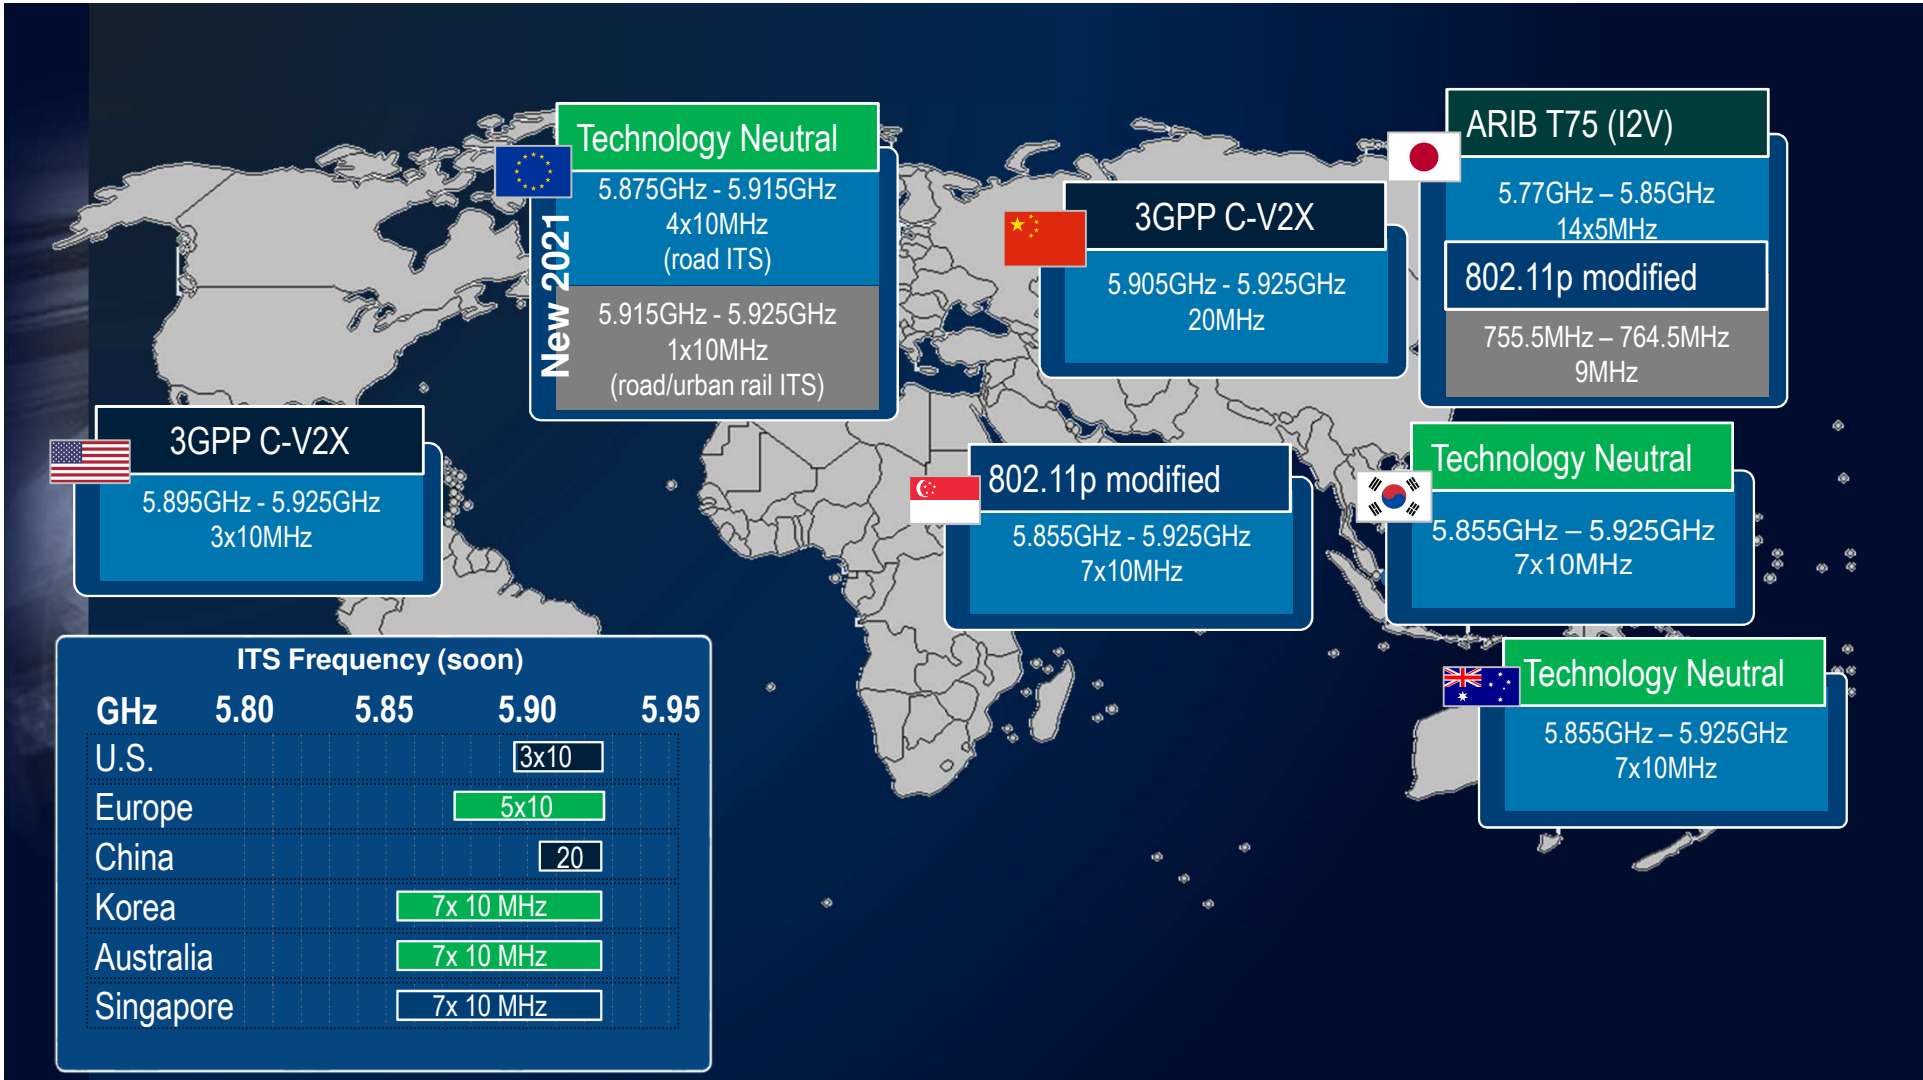 Technology Neutral
New 2021
5.875GHz - 5.915GHz
4x10MHz
(road ITS)
5.915GHz - 5.925GHz
1x10MHz
(road/urban rail ITS)
3GPP C-V2X
5.905GHz - 5.925GHz
20MHz
ARIB T75 (I2V)
5.77GHz – 5.85GHz
14x5MHz
802.11p modified
755.5MHz – 764.5MHz
9MHz
3GPP C-V2X
5.895GHz - 5.925GHz
3x10MHz
802.11p modified
5.855GHz - 5.925GHz
7x10MHz
Technology Neutral
5.855GHz – 5.925GHz
7x10MHz
Technology Neutral
5.855GHz – 5.925GHz
7x10MHz
ITS Frequency (soon)
GHz 5.80 5.85 5.90 5.95
U.S. 3x10
Europe 5x10
China 20
Korea 7x 10 MHz
Australia 7x 10 MHz
Singapore 7x 10 MHz